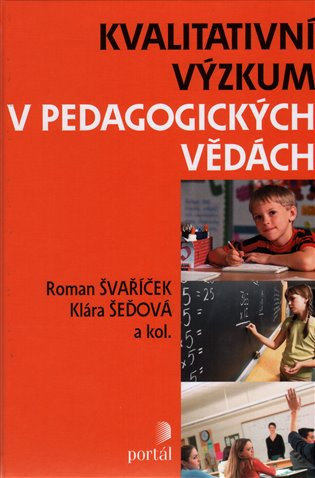 KVALITATIVNÍ
VÝZKUM
V PEDAGOGICKÝCH
VĚDÁCH
Roman ŠVAŘÍČEK
Klára ŠEĎOVÁ
a kol.
portál